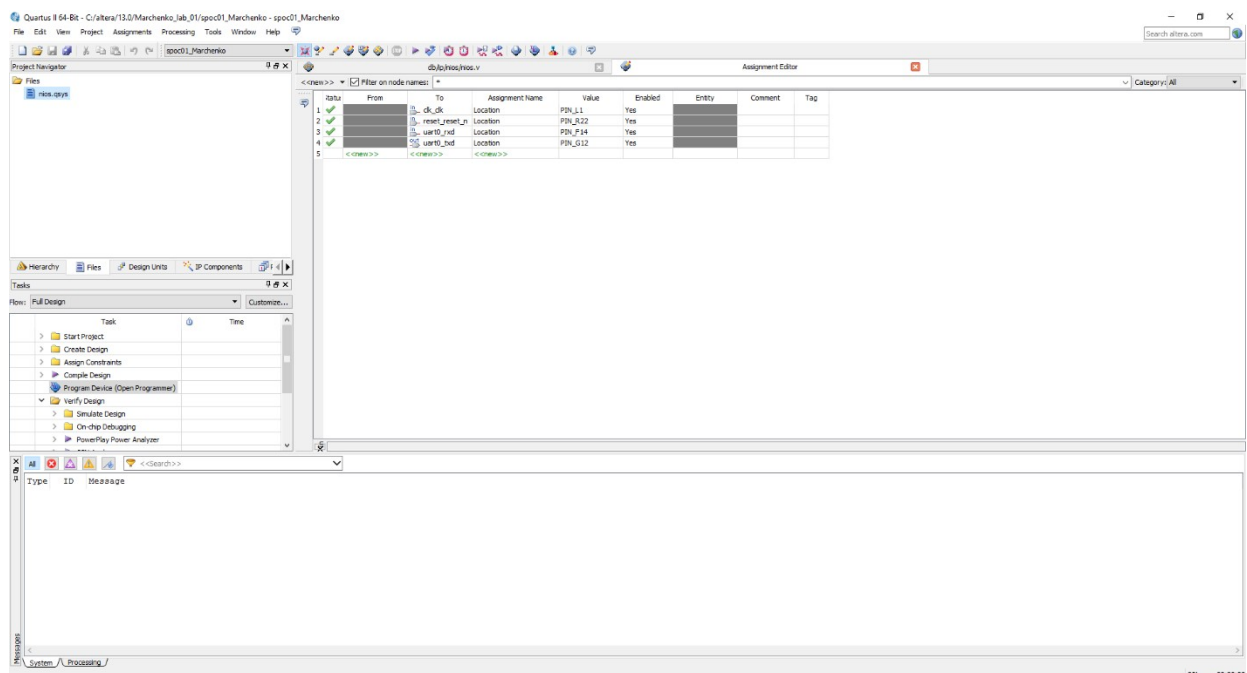 Quartus II 64-Bit - C:/altera/13.0/Marchenko_lab_01/spoc01_Marchenko - spoc01_Marchenko
File Edit View Project Assignments Processing Tools Window Help
Search altera.com
spoc01_Marchenko
Project Navigator
db/ip/nios/nios.v
Assignment Editor
Files
<<new>> Filter on node names: *
Category: All
nios.qsys
From To Assignment Name Value Enabled Entity Comment Tag
1 clk_clk Location PIN_L1 Yes
2 reset_reset_n Location PIN_R22 Yes
3 uart0_rxd Location PIN_F14 Yes
4 uart0_txd Location PIN_G12 Yes
5 <<new>> <<new>> <<new>>
Hierarchy Files Design Units IP Components
Tasks
Flow: Full Design Customize...
Task Time
Start Project
Create Design
Assign Constraints
Compile Design
Program Device (Open Programmer)
Verify Design
Simulate Design
On-chip Debugging
PowerPlay Power Analyzer
All <<Search>>
Type ID Message
Messages
System Processing